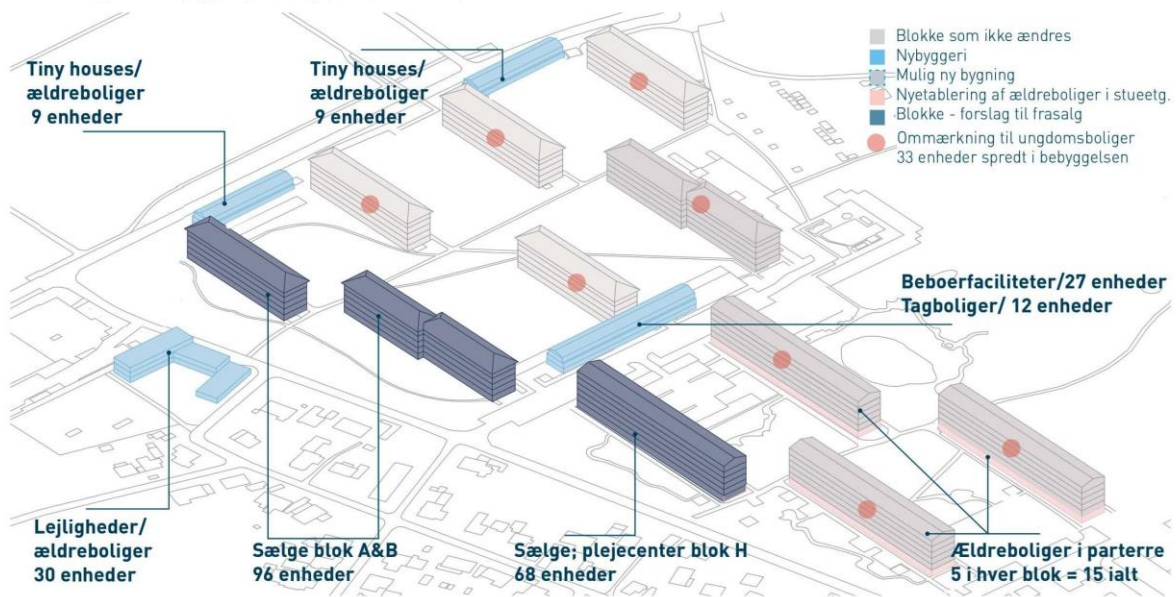 Tiny houses/
ældreboliger
9 enheder
Tiny houses/
ældreboliger
9 enheder
Blokke som ikke ændres
Nybyggeri
Mulig ny bygning
Nyetablering af ældreboliger i stueetg.
Blokke - forslag til frasalg
Ommærkning til ungdomsboliger
33 enheder spredt i bebyggelsen
Beboerfaciliteter/27 enheder
Tagboliger/ 12 enheder
Lejligheder/
ældreboliger
30 enheder
Sælge blok A&B
96 enheder
Sælge; plejecenter blok H
68 enheder
Ældreboliger i parterre
5 i hver blok = 15 ialt